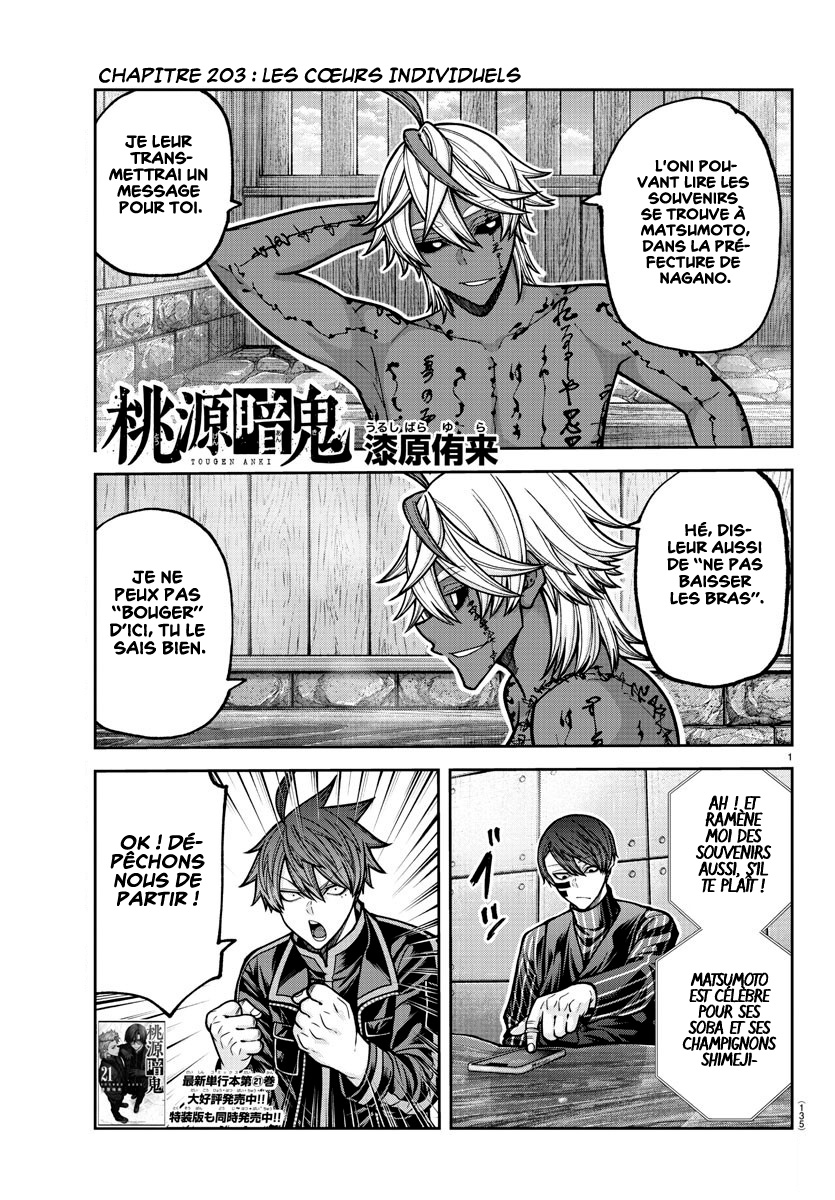 CHAPITRE 203 : LES CŒURS INDIVIDUELS
L'ONI POU-
VANT LIRE LES
SOUVENIRS
SE TROUVE À
MATSUMOTO,
DANS LA PRÉ-
FECTURE DE
NAGANO.
JE LEUR
TRANS-
METTRAI UN
MESSAGE
POUR TOI.
桃源暗鬼
TOUGEN ANKI
うるしばら ゆら
漆原侑来
HÉ, DIS-
LEUR AUSSI
DE "NE PAS
BAISSER
LES BRAS".
JE NE
PEUX PAS
"BOUGER"
D'ICI, TU LE
SAIS BIEN.
1
AH ! ET
RAMÈNE
MOI DES
SOUVENIRS
AUSSI, S'IL
TE PLAÎT !
MATSUMOTO
EST CÉLÈBRE
POUR SES
SOBA ET SES
CHAMPIGNONS
SHIMEJI-
OK ! DÉ-
PÊCHONS
NOUS DE
PARTIR !
桃源暗鬼
21
最新単行本第㉑巻
大好評発売中!!
特装版も同時発売中!!
(135)